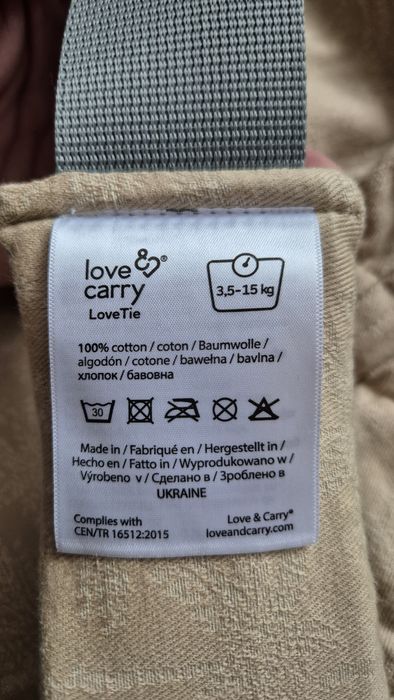 love &®
carry
LoveTie
3,5-15 kg
100% cotton / coton / Baumwolle /
algodón / cotone / bawełna / bavlna /
хлопок / бавовна
30
Made in / Fabriqué en / Hergestellt in /
Hecho en / Fatto in / Wyprodukowano w /
Výrobeno v / Сделано в / Зроблено в
UKRAINE
Complies with
CEN/TR 16512:2015
Love & Carry®
loveandcarry.com